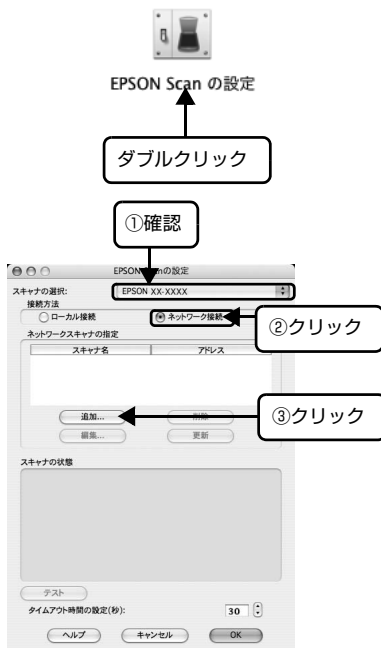 EPSON Scan の設定
ダブルクリック
①確認
EPSON Scanの設定
スキャナの選択: EPSON XX-XXXX
接続方法
ローカル接続 ネットワーク接続
②クリック
ネットワークスキャナの指定
スキャナ名 アドレス
追加... 削除
③クリック
編集... 更新
スキャナの状態
テスト
タイムアウト時間の設定(秒): 30
ヘルプ キャンセル OK